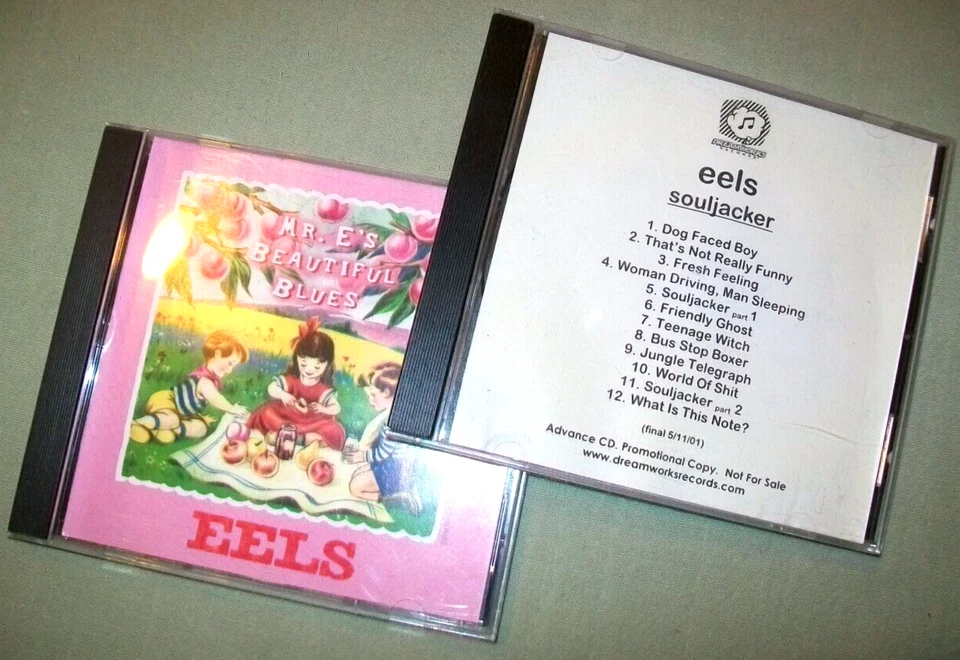 MR. E'S
BEAUTIFUL
BLUES
EELS
DREAMWORKS
RECORDS
eels
souljacker
1. Dog Faced Boy
2. That's Not Really Funny
3. Fresh Feeling
4. Woman Driving, Man Sleeping
5. Souljacker part 1
6. Friendly Ghost
7. Teenage Witch
8. Bus Stop Boxer
9. Jungle Telegraph
10. World Of Shit
11. Souljacker part 2
12. What Is This Note?
(final 5/11/01)
Advance CD. Promotional Copy. Not For Sale
www.dreamworksrecords.com